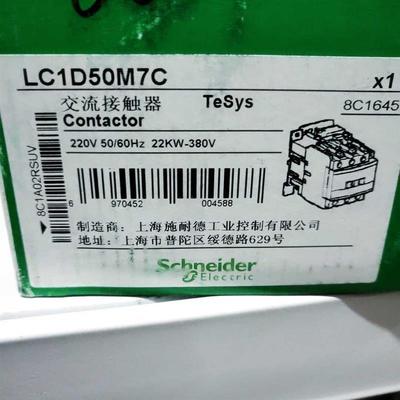 LC1D50M7C x1
交流接触器 TeSys 8C1645
Contactor
220V 50/60Hz 22KW-380V
8C1A02RSUV
6 970452 004588
制造商：上海施耐德工业控制有限公司
地址：上海市普陀区绥德路629号
Schneider
Electric